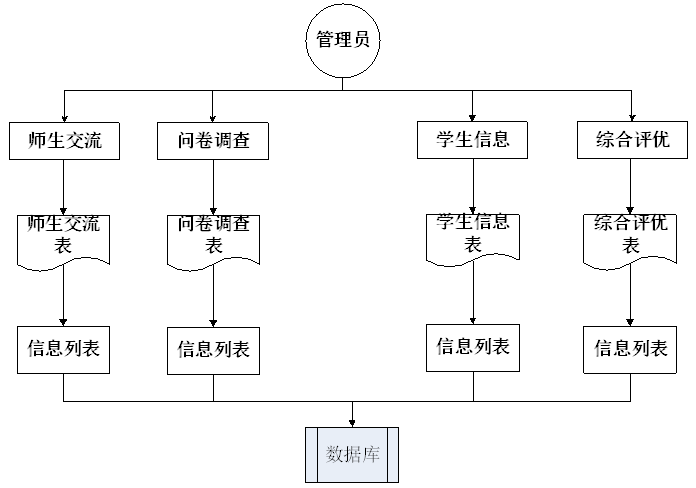 管理员
师生交流
问卷调查
学生信息
综合评优
师生交流
表
问卷调查
表
学生信息
表
综合评优
表
信息列表
信息列表
信息列表
信息列表
数据库